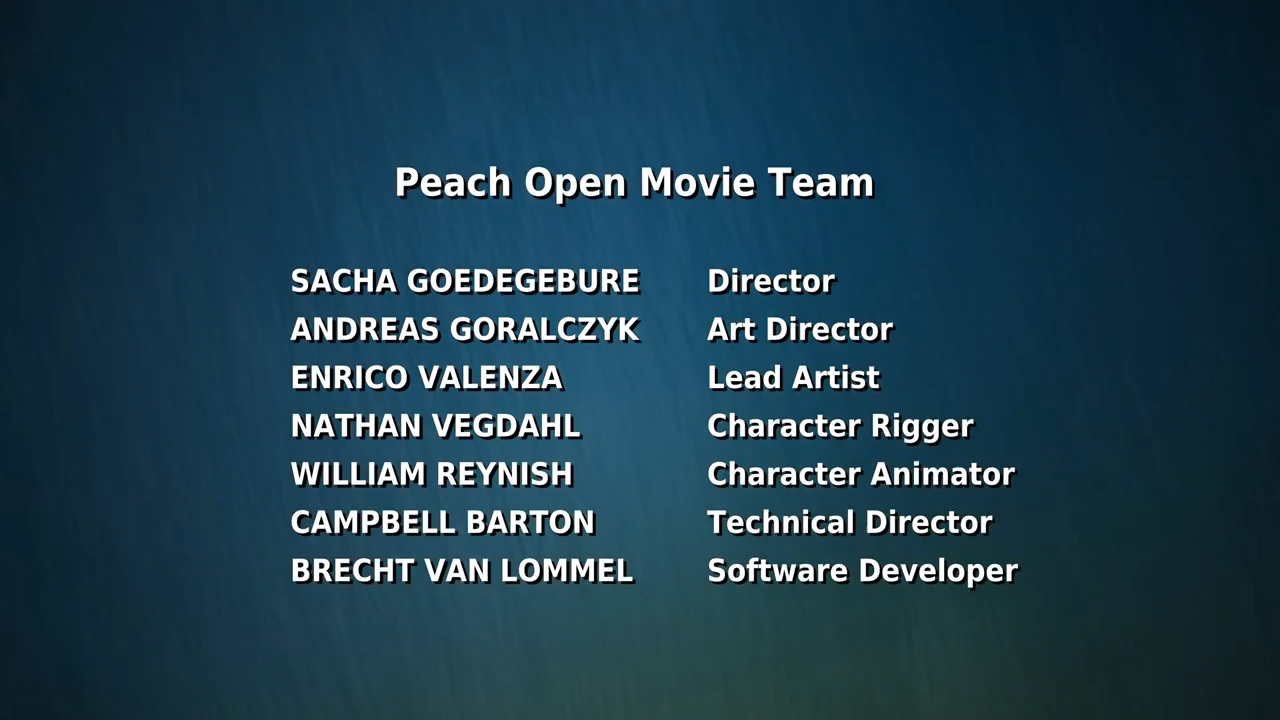 Peach Open Movie Team
SACHA GOEDEGEBURE Director
ANDREAS GORALCZYK Art Director
ENRICO VALENZA Lead Artist
NATHAN VEGDAHL Character Rigger
WILLIAM REYNISH Character Animator
CAMPBELL BARTON Technical Director
BRECHT VAN LOMMEL Software Developer